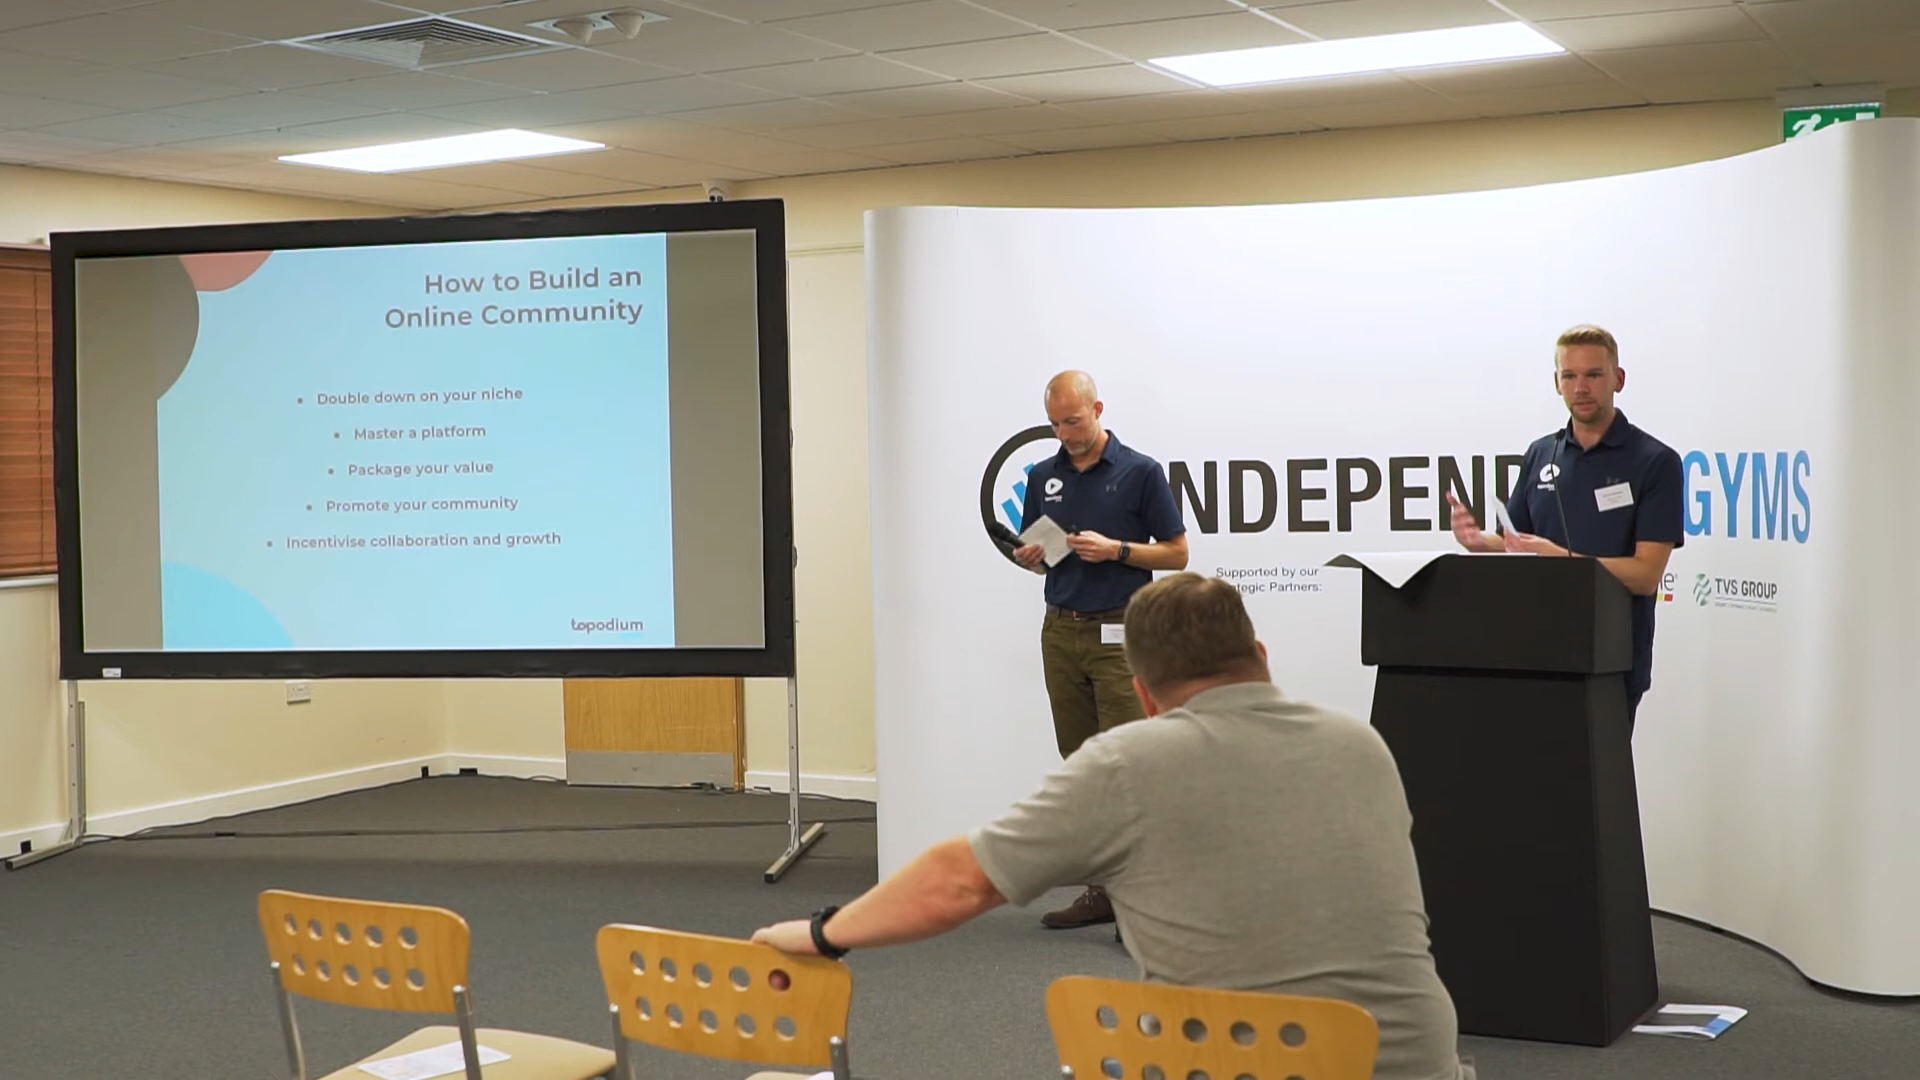 How to Build an
Online Community
• Double down on your niche
• Master a platform
• Package your value
• Promote your community
• Incentivise collaboration and growth
topodium
NDEPEN GYMS
Supported by our
tegic Partners:
TVS GROUP